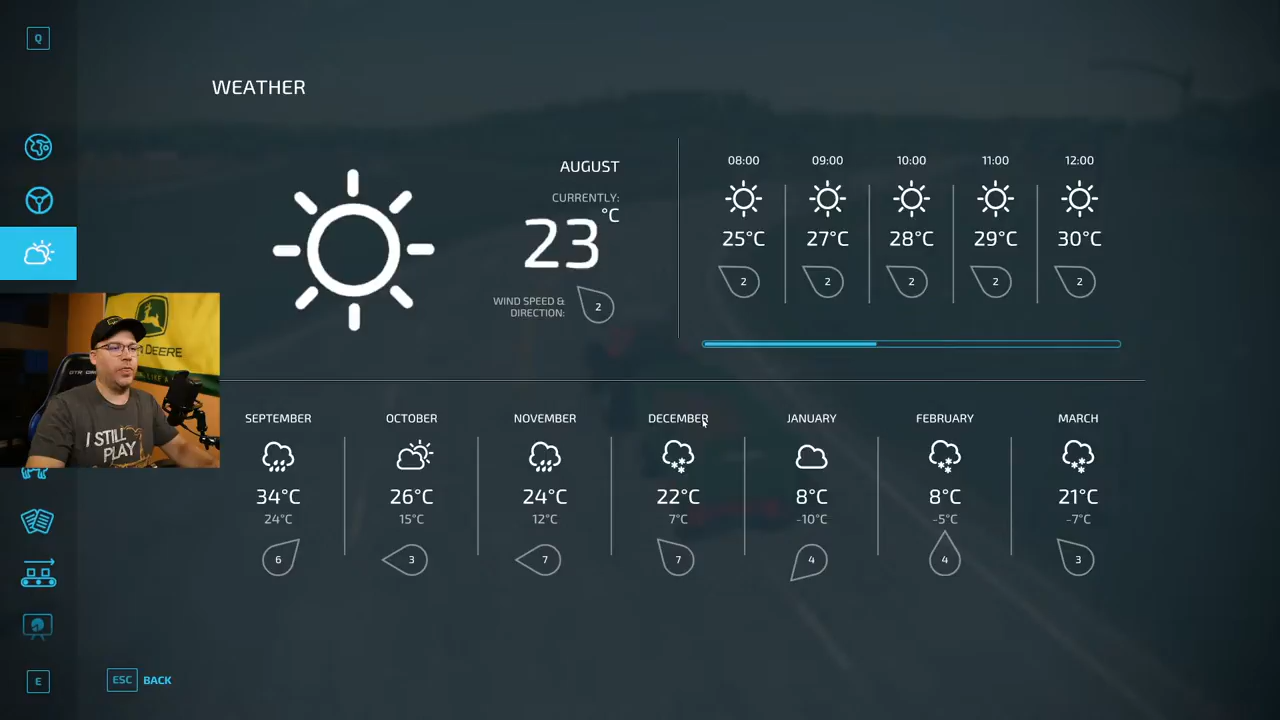 Q
WEATHER
AUGUST
CURRENTLY:
23 °C
WIND SPEED &
DIRECTION:
2
08:00 09:00 10:00 11:00 12:00
25°C 27°C 28°C 29°C 30°C
2 2 2 2 2
DEERE
I STILL
PLAY
SEPTEMBER OCTOBER NOVEMBER DECEMBER JANUARY FEBRUARY MARCH
34°C 26°C 24°C 22°C 8°C 8°C 21°C
24°C 15°C 12°C 7°C -10°C -5°C -7°C
6 3 7 7 4 4 3
E
ESC BACK